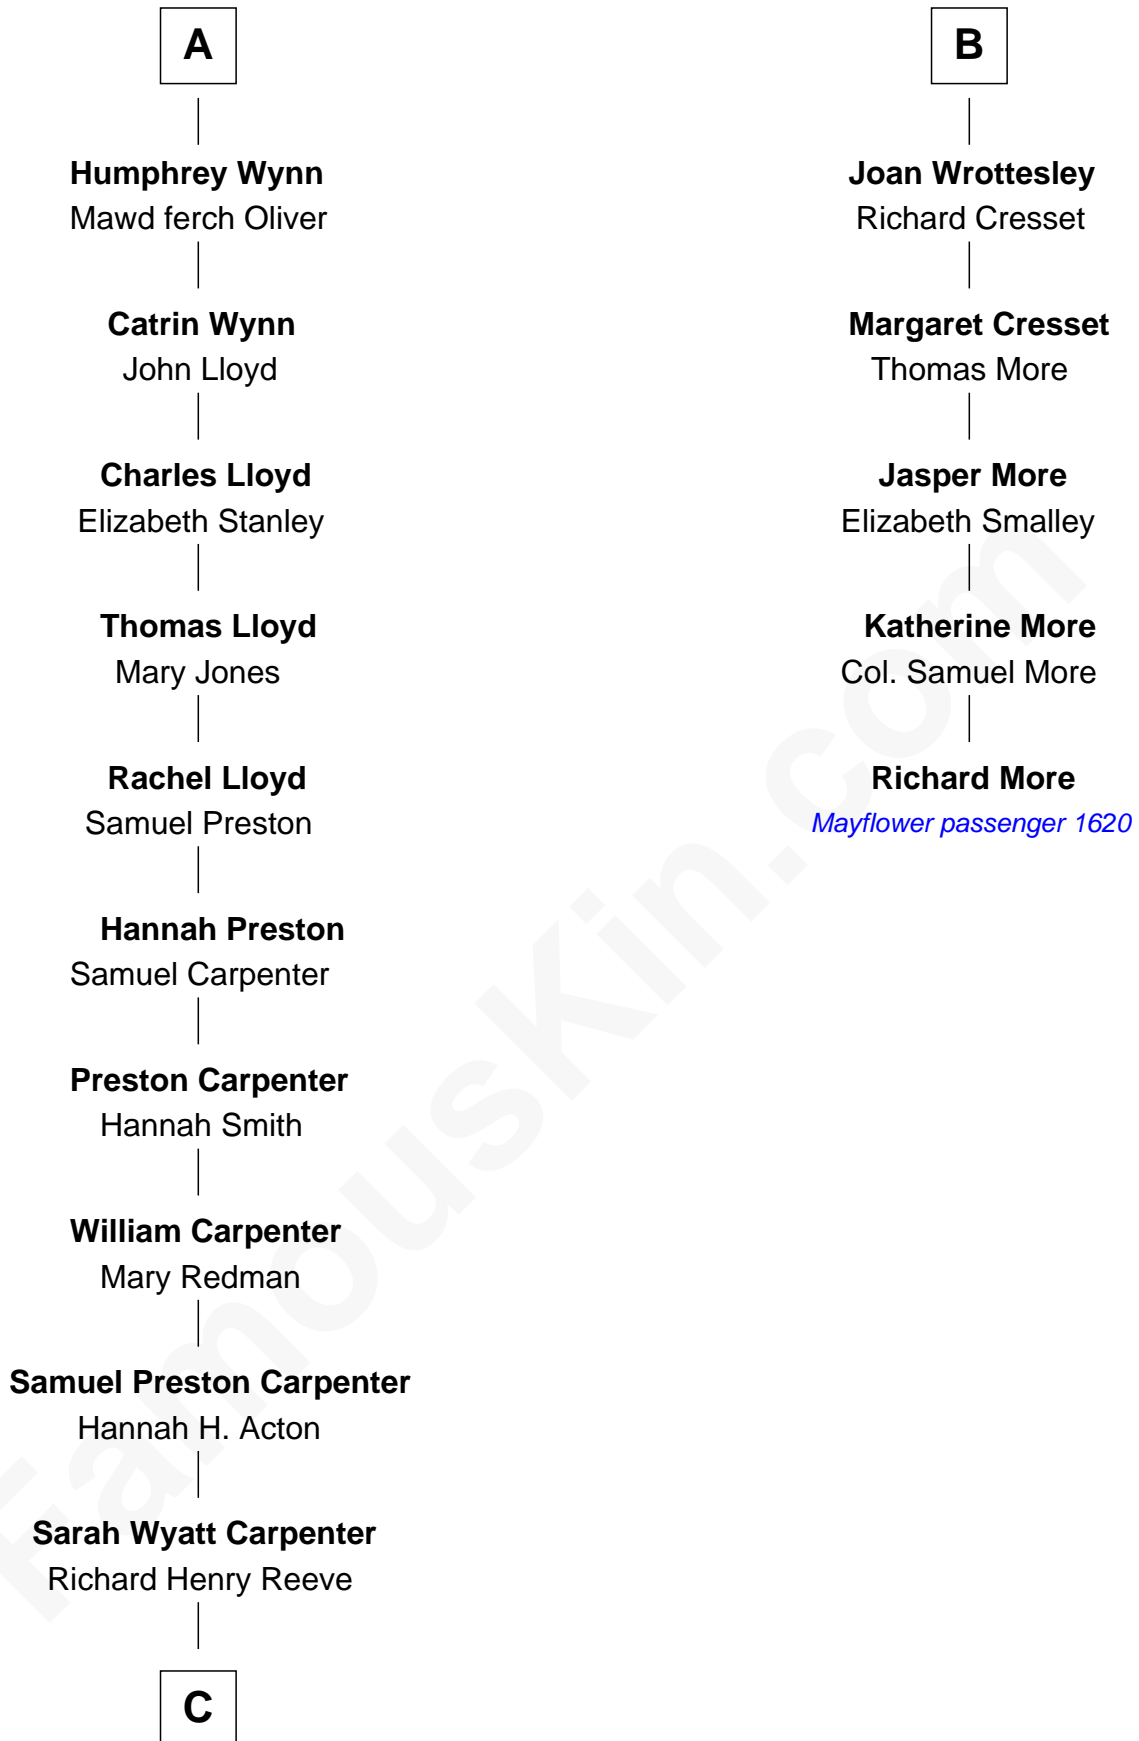 A
Humphrey Wynn
Mawd ferch Oliver
Catrin Wynn
John Lloyd
Charles Lloyd
Elizabeth Stanley
Thomas Lloyd
Mary Jones
Rachel Lloyd
Samuel Preston
Hannah Preston
Samuel Carpenter
Preston Carpenter
Hannah Smith
William Carpenter
Mary Redman
Samuel Preston Carpenter
Hannah H. Acton
Sarah Wyatt Carpenter
Richard Henry Reeve
C
B
Joan Wrottesley
Richard Cresset
Margaret Cresset
Thomas More
Jasper More
Elizabeth Smalley
Katherine More
Col. Samuel More
Richard More
Mayflower passenger 1620
FamousKin.com